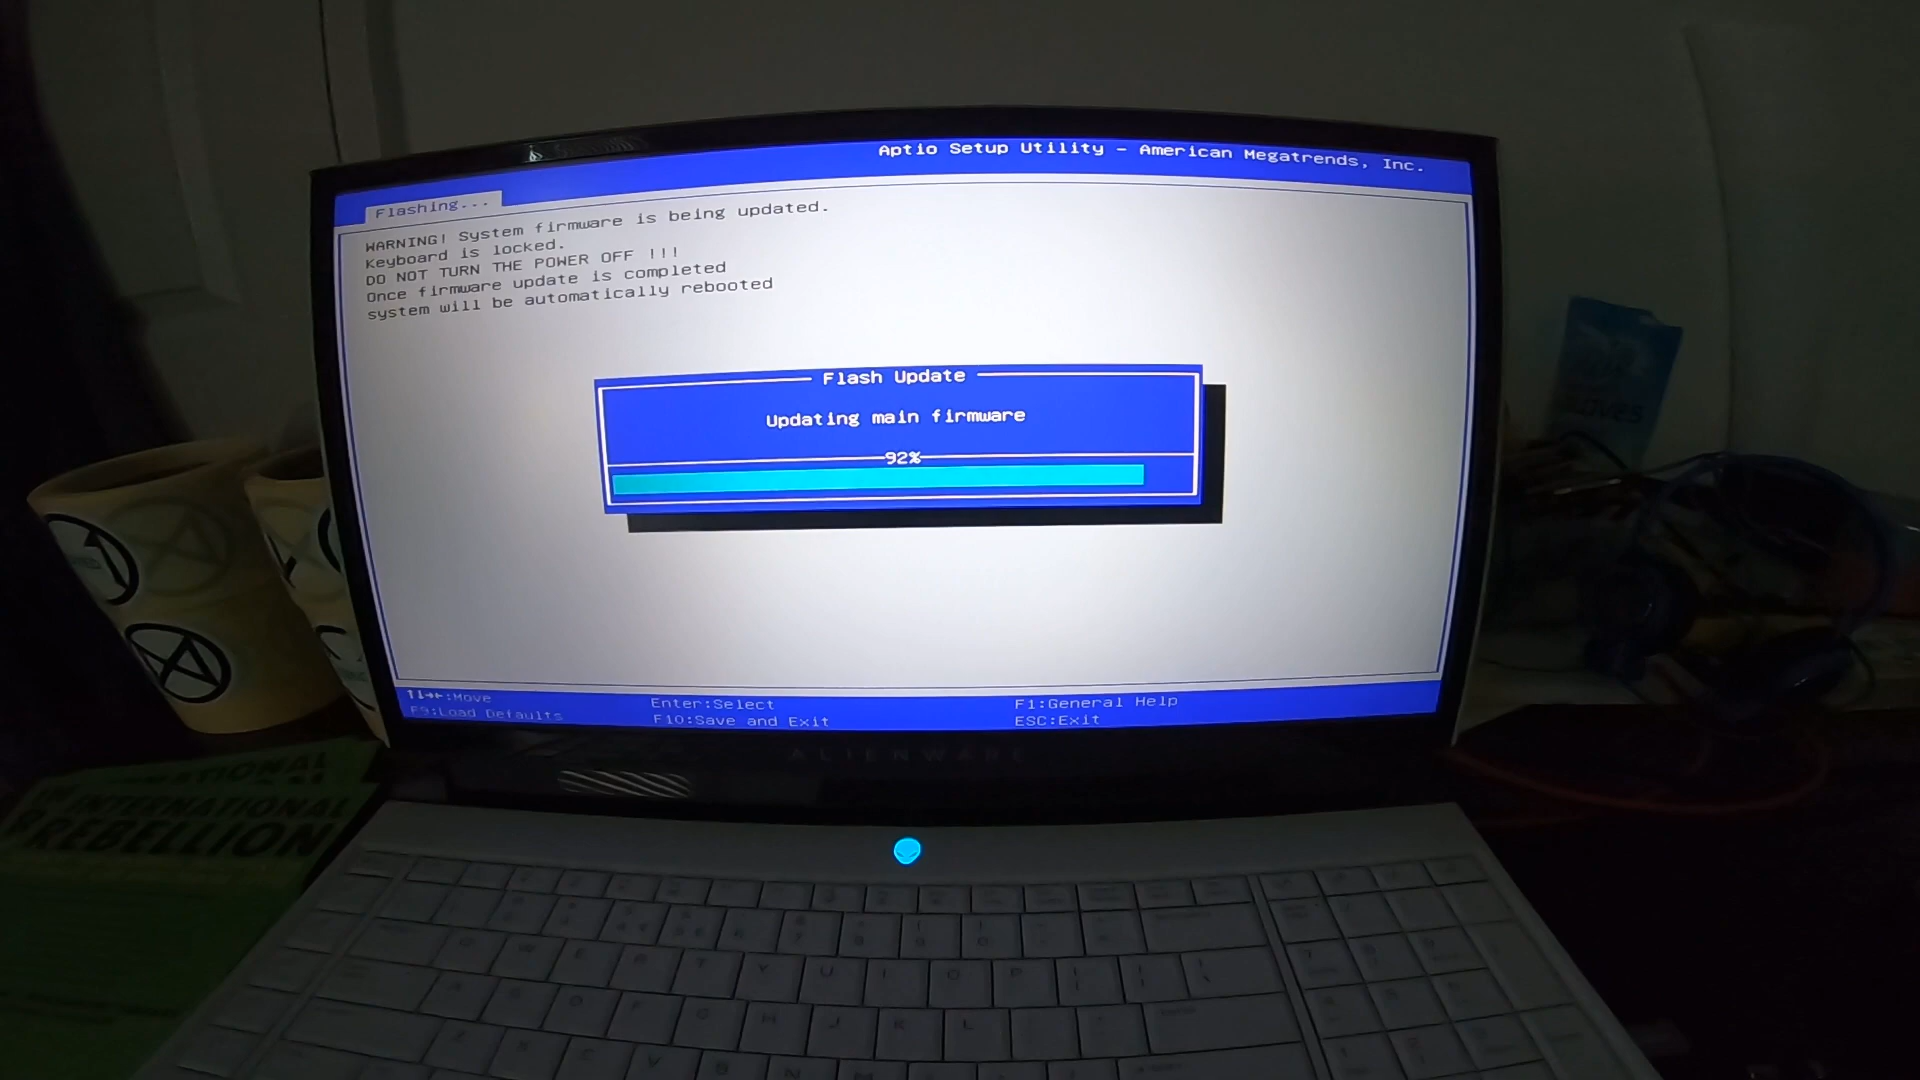 Aptio Setup Utility - American Megatrends, Inc.
Flashing...
WARNING! System firmware is being updated.
Keyboard is locked.
DO NOT TURN THE POWER OFF !!!
Once firmware update is completed
system will be automatically rebooted
Flash Update
Updating main firmware
92%
↑↓→←:Move
Enter:Select
F1:General Help
F9:Load Defaults
F10:Save and Exit
ESC:Exit
ALIENWARE
INTERNATIONAL
REBELLION